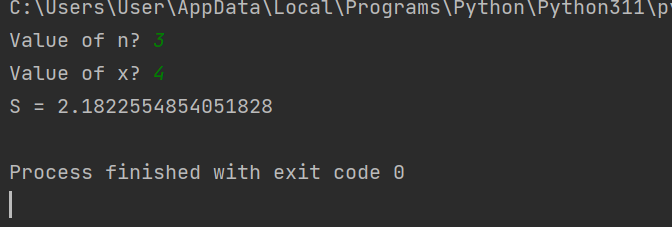 C:\Users\User\AppData\Local\Programs\Python\Python311\
Value of n? 3
Value of x? 4
S = 2.1822554854051828
Process finished with exit code 0